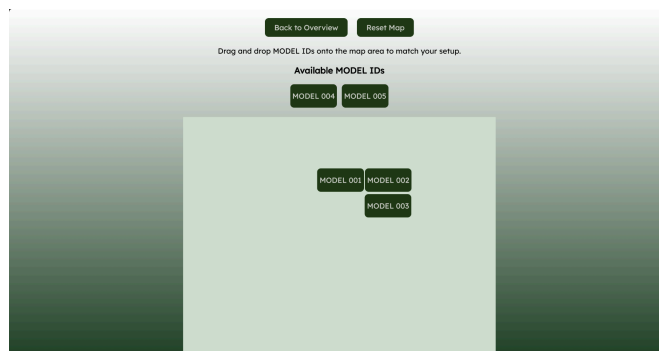 Back to Overview Reset Map
Drag and drop MODEL IDs onto the map area to match your setup.
Available MODEL IDs
MODEL 004 MODEL 005
MODEL 001 MODEL 002
MODEL 003